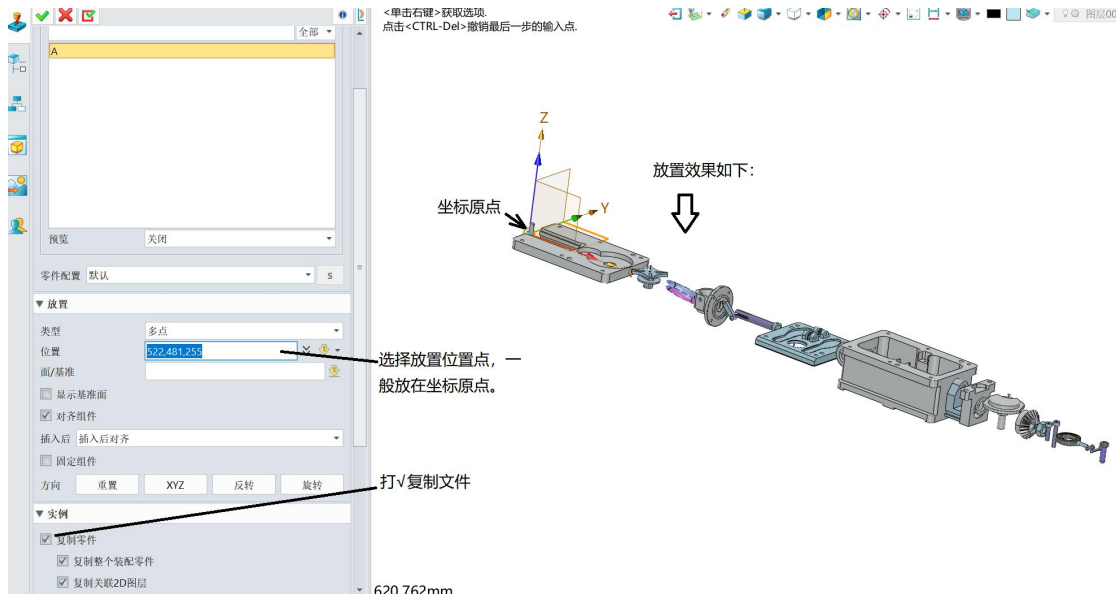 <单击右键>获取选项.
点击<CTRL-Del>撤销最后一步的输入点.
全部
图层00
A
预览 关闭
零件配置 默认 S
放置
类型 多点
位置 522,481,255
面/基准
显示基准面
对齐组件
插入后 插入后对齐
固定组件
方向 重置 XYZ 反转 旋转
实例
复制零件
复制整个装配零件
复制关联2D图层
Z
Y
坐标原点
放置效果如下：
选择放置位置点，一
般放在坐标原点。
打√复制文件
620.762mm